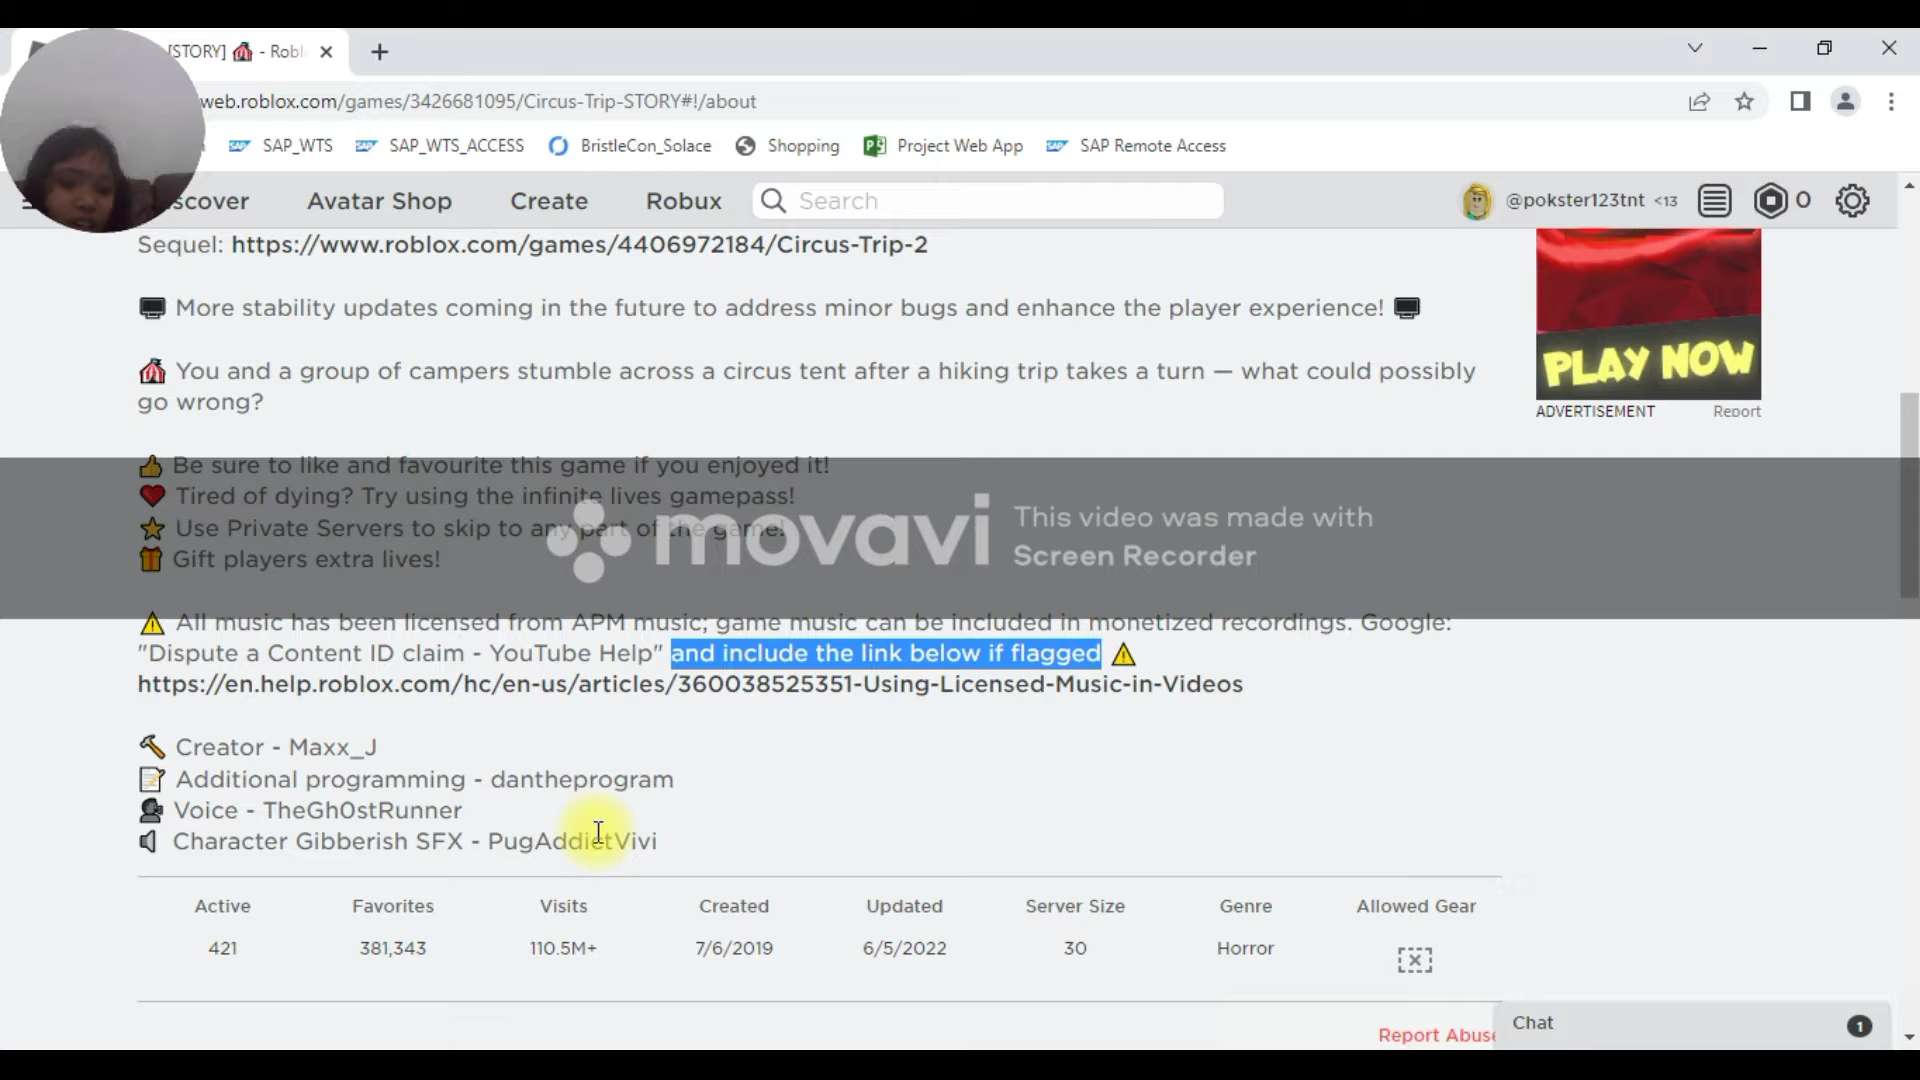 [STORY] 🎪 - Robl
web.roblox.com/games/3426681095/Circus-Trip-STORY#!/about
SAP_WTS SAP_WTS_ACCESS BristleCon_Solace Shopping Project Web App SAP Remote Access
scover Avatar Shop Create Robux Search @pokster123tnt <13 0
Sequel: https://www.roblox.com/games/4406972184/Circus-Trip-2
🖥️ More stability updates coming in the future to address minor bugs and enhance the player experience! 🖥️
🎪 You and a group of campers stumble across a circus tent after a hiking trip takes a turn — what could possibly
go wrong?
PLAY NOW
ADVERTISEMENT Report
👍 Be sure to like and favourite this game if you enjoyed it!
❤️ Tired of dying? Try using the infinite lives gamepass!
⭐ Use Private Servers to skip to any part of the game!
🎁 Gift players extra lives!
movavi
This video was made with
Screen Recorder
⚠️ All music has been licensed from APM music; game music can be included in monetized recordings. Google:
"Dispute a Content ID claim - YouTube Help" and include the link below if flagged ⚠️
https://en.help.roblox.com/hc/en-us/articles/360038525351-Using-Licensed-Music-in-Videos
🔨 Creator - Maxx_J
📝 Additional programming - dantheprogram
🗣️ Voice - TheGh0stRunner
🔈 Character Gibberish SFX - PugAddictVivi
Active Favorites Visits Created Updated Server Size Genre Allowed Gear
421 381,343 110.5M+ 7/6/2019 6/5/2022 30 Horror
Report Abuse
Chat 1